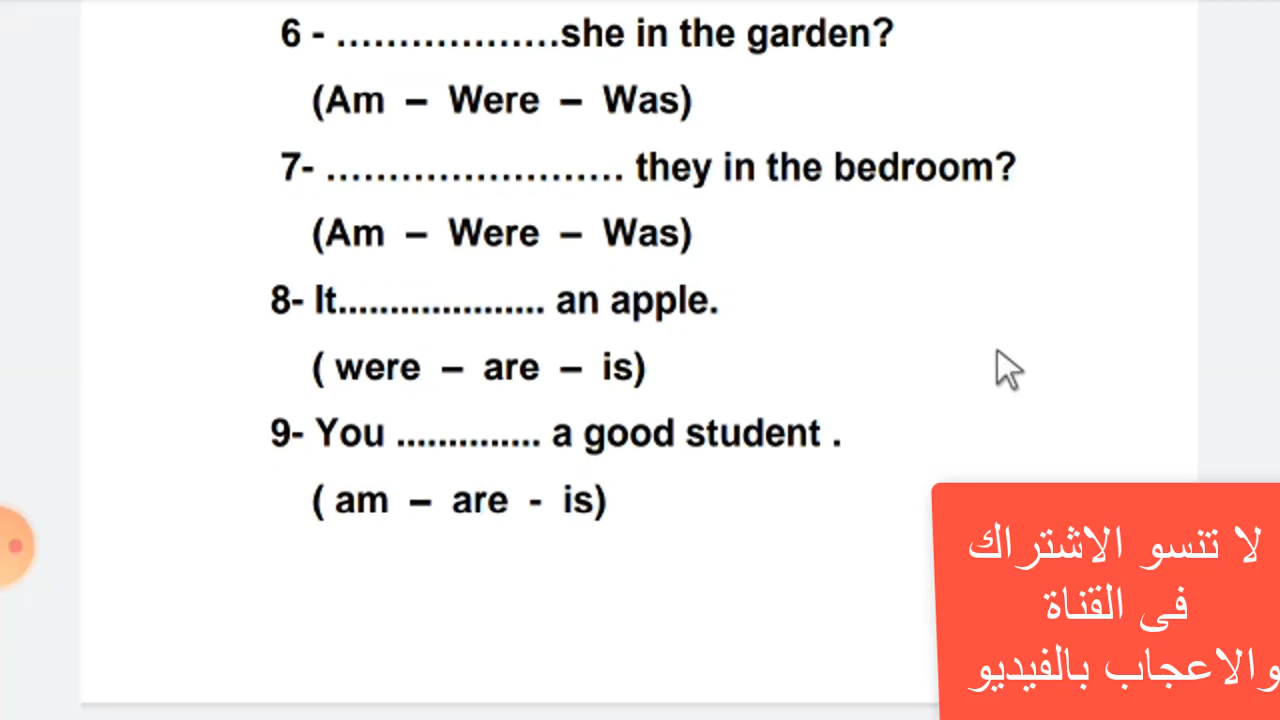 6 - ..................she in the garden?
(Am – Were – Was)
7- ........................ they in the bedroom?
(Am – Were – Was)
8- It.................... an apple.
( were – are – is)
9- You .............. a good student .
( am – are - is)
لا تنسو الاشتراك
فى القناة
والاعجاب بالفيديو